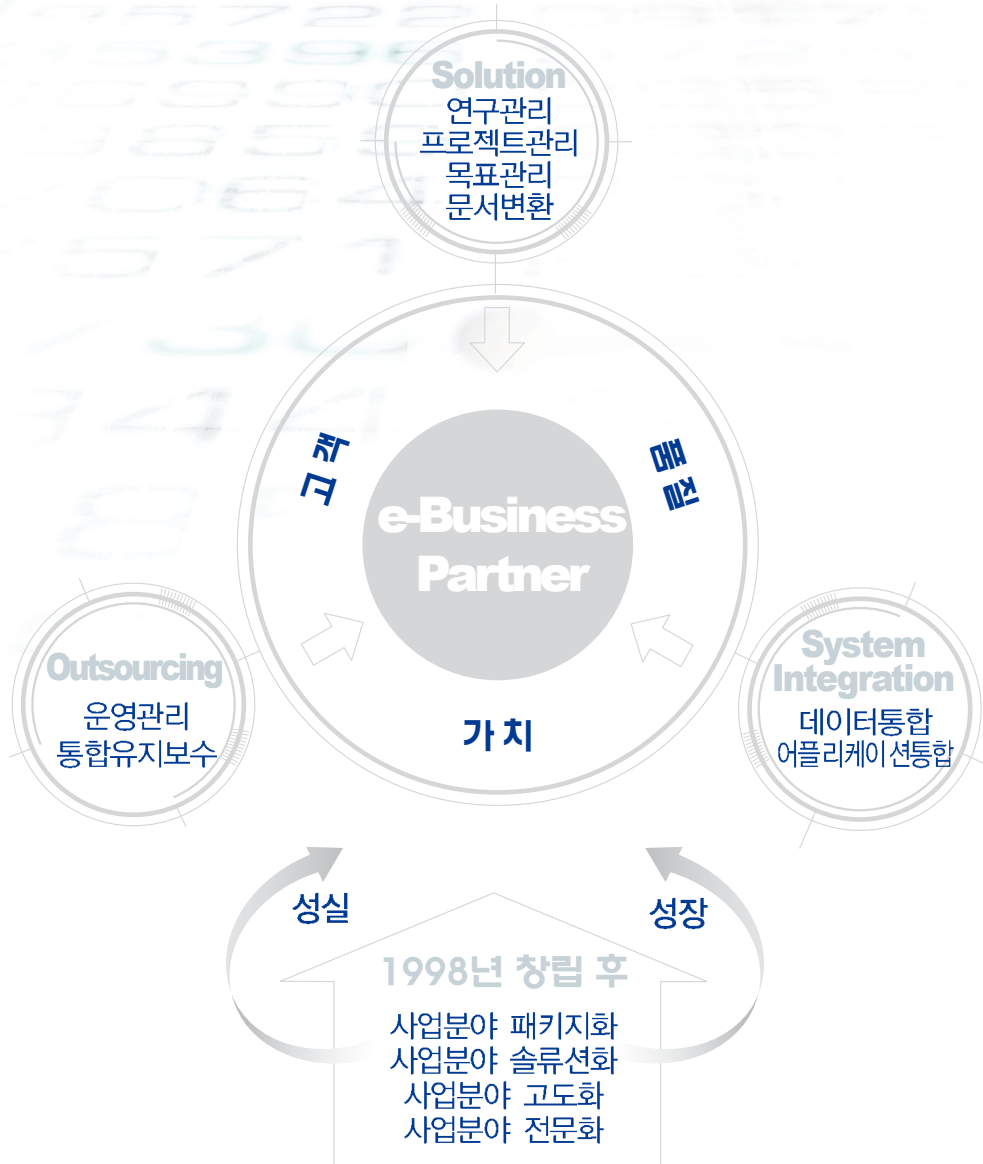 Solution
연구관리
프로젝트관리
목표관리
문서변환
고객
품질
e-Business
Partner
가치
Outsourcing
운영관리
통합유지보수
System
Integration
데이터통합
어플리케이션통합
성실
성장
1998년 창립 후
사업분야 패키지화
사업분야 솔류션화
사업분야 고도화
사업분야 전문화